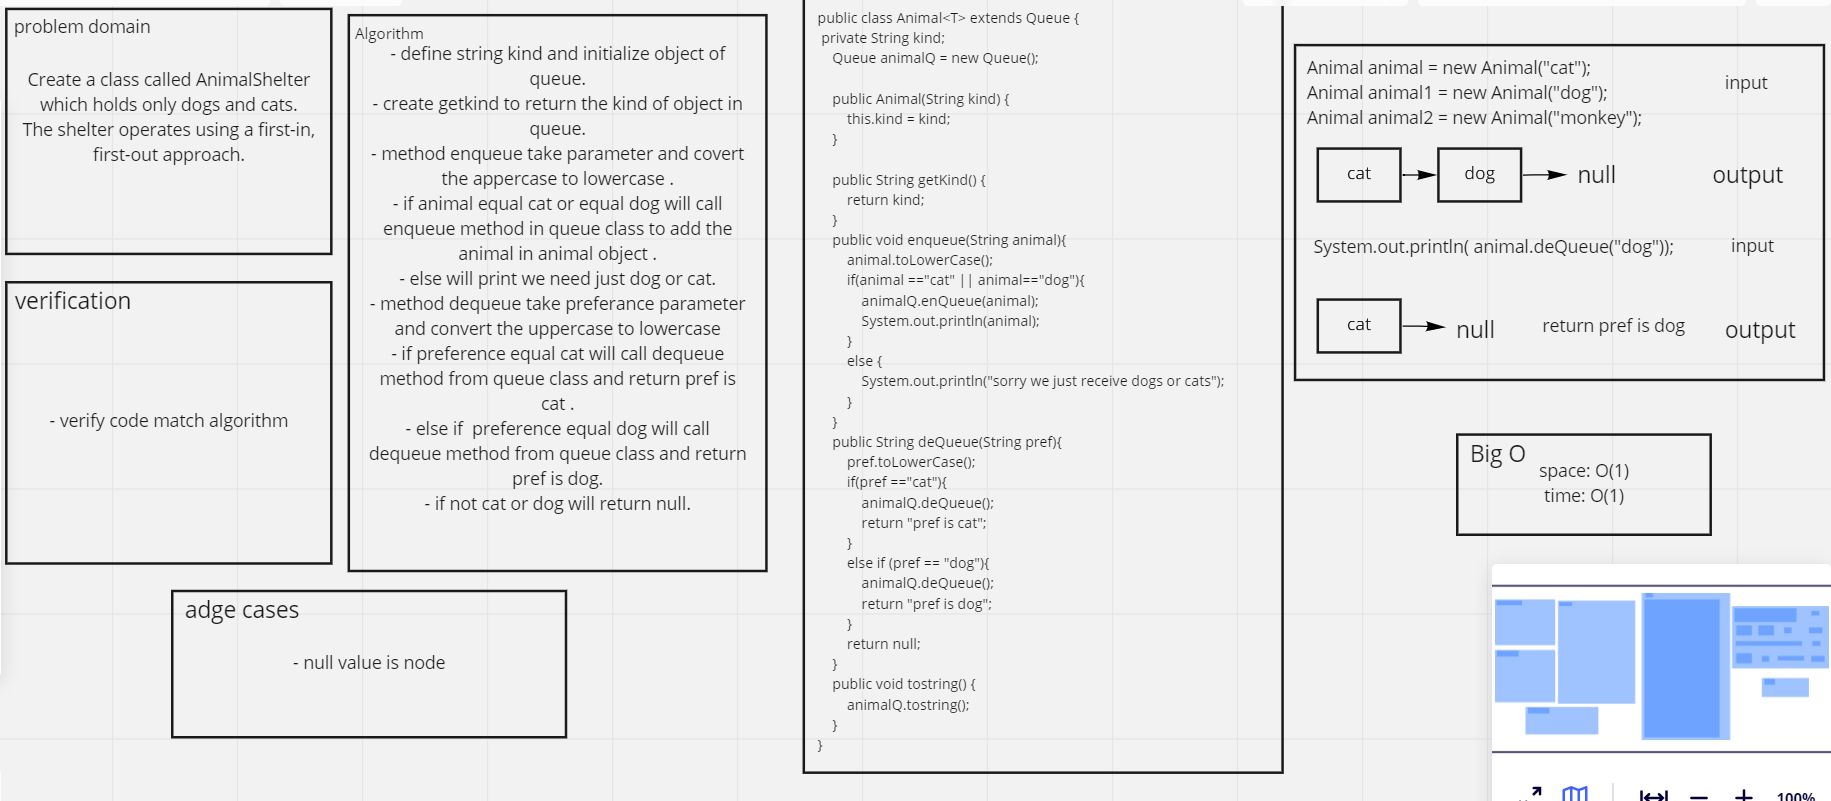 problem domain
Create a class called AnimalShelter
which holds only dogs and cats.
The shelter operates using a first-in,
first-out approach.
verification
- verify code match algorithm
Algorithm
- define string kind and initialize object of
queue.
- create getkind to return the kind of object in
queue.
- method enqueue take parameter and covert
the appercase to lowercase .
- if animal equal cat or equal dog will call
enqueue method in queue class to add the
animal in animal object .
- else will print we need just dog or cat.
- method dequeue take preferance parameter
and convert the uppercase to lowercase
- if preference equal cat will call dequeue
method from queue class and return pref is
cat .
- else if  preference equal dog will call
dequeue method from queue class and return
pref is dog.
- if not cat or dog will return null.
adge cases
- null value is node
public class Animal<T> extends Queue {
private String kind;
Queue animalQ = new Queue();
public Animal(String kind) {
this.kind = kind;
}
public String getKind() {
return kind;
}
public void enqueue(String animal){
animal.toLowerCase();
if(animal =="cat" || animal=="dog"){
animalQ.enQueue(animal);
System.out.println(animal);
}
else {
System.out.println("sorry we just receive dogs or cats");
}
}
public String deQueue(String pref){
pref.toLowerCase();
if(pref =="cat"){
animalQ.deQueue();
return "pref is cat";
}
else if (pref == "dog"){
animalQ.deQueue();
return "pref is dog";
}
return null;
}
public void tostring() {
animalQ.tostring();
}
}
Animal animal = new Animal("cat");
Animal animal1 = new Animal("dog");
Animal animal2 = new Animal("monkey");
input
cat dog null output
System.out.println( animal.deQueue("dog"));
input
cat null return pref is dog output
Big O
space: O(1)
time: O(1)
100%